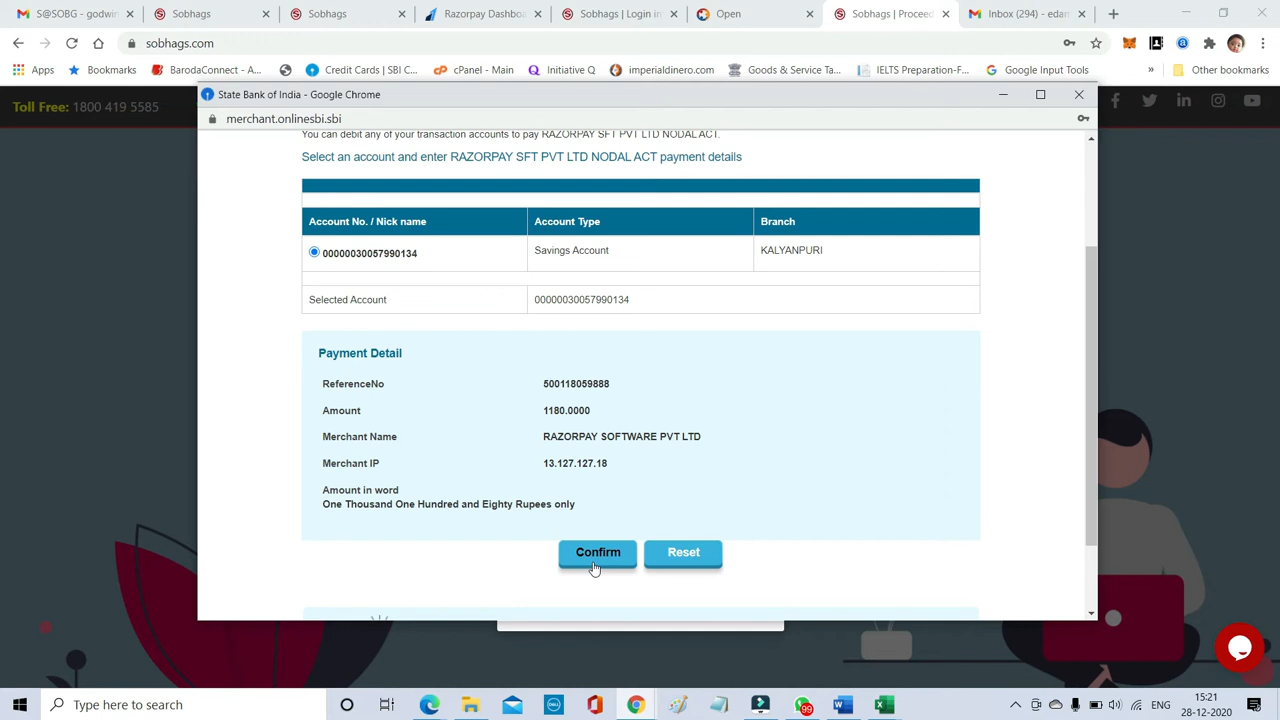 S@SOBG - godwin
Sobhags
Sobhags
Razorpay Dashbo
Sobhags | Login in
Open
Sobhags | Proceed
Inbox (294) - edam
sobhags.com
Apps
Bookmarks
BarodaConnect - A...
Credit Cards | SBI C...
cPanel - Main
Initiative Q
imperialdinero.com
Goods & Service Ta...
IELTS Preparation-F...
Google Input Tools
»
Other bookmarks
Toll Free: 1800 419 5585
State Bank of India - Google Chrome
merchant.onlinesbi.sbi
You can debit any of your transaction accounts to pay RAZORPAY SFT PVT LTD NODAL ACT.
Select an account and enter RAZORPAY SFT PVT LTD NODAL ACT payment details
Account No. / Nick name Account Type Branch
00000030057990134 Savings Account KALYANPURI
Selected Account 00000030057990134
Payment Detail
ReferenceNo 500118059888
Amount 1180.0000
Merchant Name RAZORPAY SOFTWARE PVT LTD
Merchant IP 13.127.127.18
Amount in word
One Thousand One Hundred and Eighty Rupees only
Confirm Reset
Type here to search
99
ENG
15:21
28-12-2020